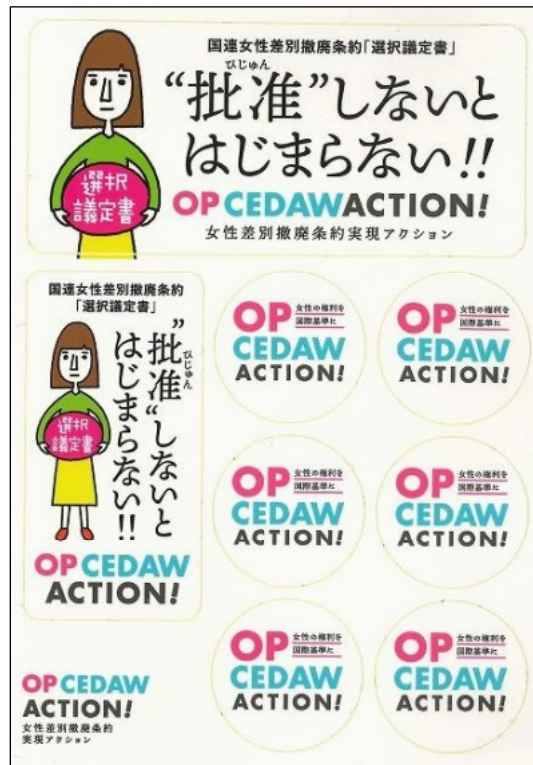 国連女性差別撤廃条約「選択議定書」
びじゅん
“批准”しないと
はじまらない!!
選択
議定書
OP CEDAW ACTION!
女性差別撤廃条約実現アクション
国連女性差別撤廃条約
「選択議定書」
びじゅん
“批准”しないと
はじまらない!!
選択
議定書
OP CEDAW
ACTION!
OP 女性の権利を
国際基準に
CEDAW
ACTION!
OP 女性の権利を
国際基準に
CEDAW
ACTION!
OP 女性の権利を
国際基準に
CEDAW
ACTION!
OP 女性の権利を
国際基準に
CEDAW
ACTION!
OP 女性の権利を
国際基準に
CEDAW
ACTION!
OP 女性の権利を
国際基準に
CEDAW
ACTION!
OP CEDAW
ACTION!
女性差別撤廃条約
実現アクション